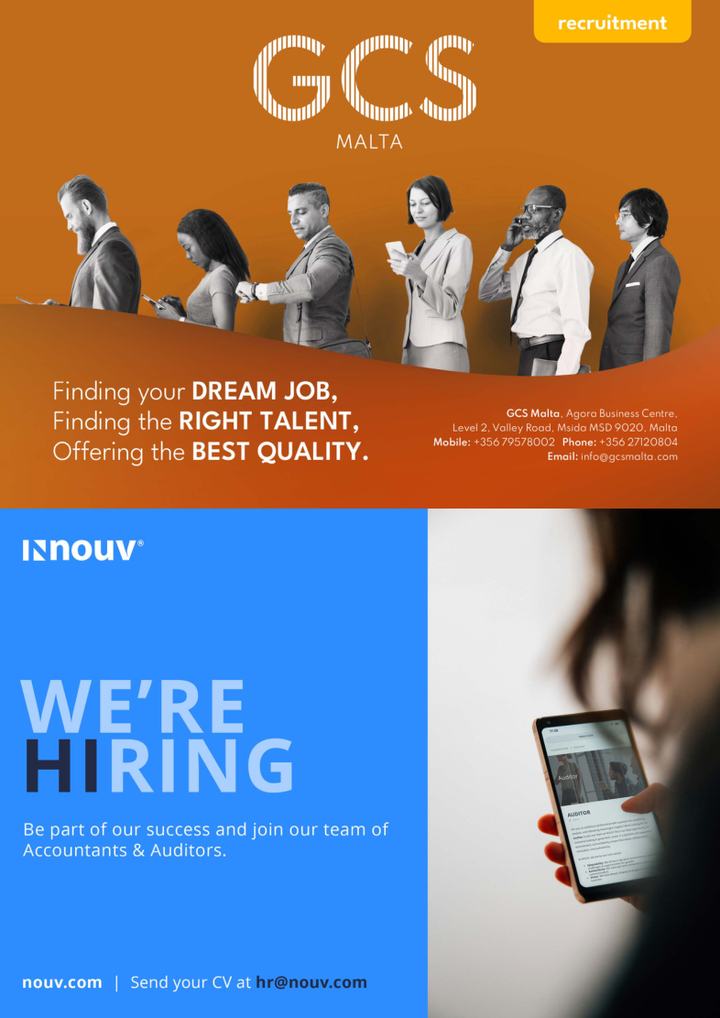 recruitment
GCS
MALTA
Finding your DREAM JOB,
Finding the RIGHT TALENT,
Offering the BEST QUALITY.
GCS Malta, Agora Business Centre,
Level 2, Valley Road, Msida MSD 9020, Malta
Mobile: +356 79578002 Phone: +356 27120804
Email: info@gcsmalta.com
nouv®
WE'RE
HIRING
Be part of our success and join our team of
Accountants & Auditors.
Auditor
AUDITOR
nouv.com | Send your CV at hr@nouv.com